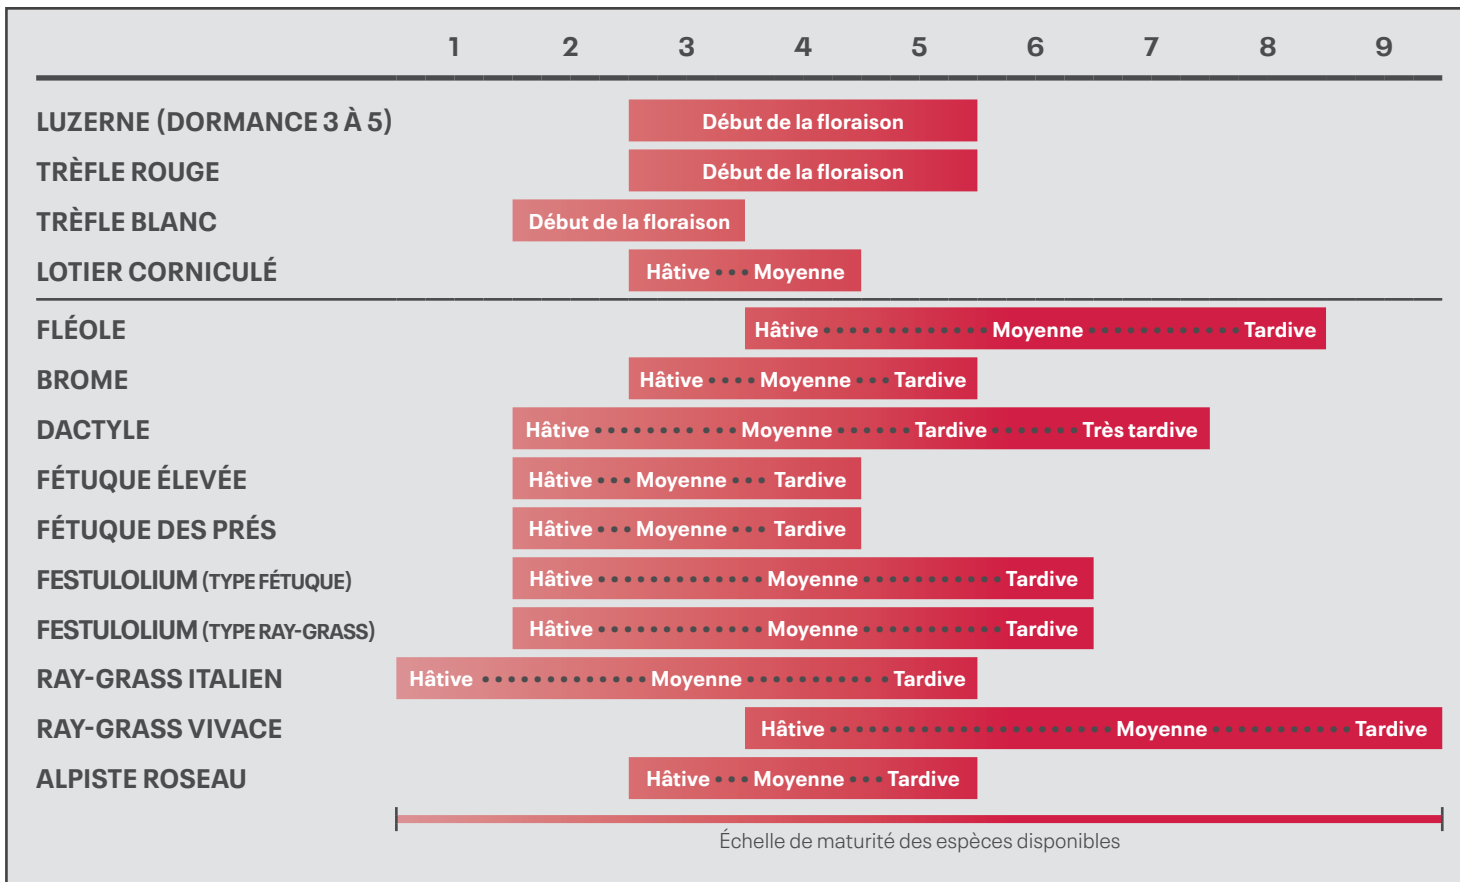 1 2 3 4 5 6 7 8 9
LUZERNE (DORMANCE 3 À 5) Début de la floraison
TRÈFLE ROUGE Début de la floraison
TRÈFLE BLANC Début de la floraison
LOTIER CORNICULÉ Hâtive ••• Moyenne
FLÉOLE Hâtive •••••••••••• Moyenne ••••••••••• Tardive
BROME Hâtive •••• Moyenne ••• Tardive
DACTYLE Hâtive ••••••••••• Moyenne •••••• Tardive ••••••• Très tardive
FÉTUQUE ÉLEVÉE Hâtive ••• Moyenne ••• Tardive
FÉTUQUE DES PRÉS Hâtive ••• Moyenne ••• Tardive
FESTULOLIUM (TYPE FÉTUQUE) Hâtive ••••••••••••• Moyenne ••••••••••• Tardive
FESTULOLIUM (TYPE RAY-GRASS) Hâtive ••••••••••••• Moyenne ••••••••••• Tardive
RAY-GRASS ITALIEN Hâtive ••••••••••••• Moyenne ••••••••••• Tardive
RAY-GRASS VIVACE Hâtive •••••••••••••••••••••• Moyenne ••••••••••• Tardive
ALPISTE ROSEAU Hâtive ••• Moyenne ••• Tardive
Échelle de maturité des espèces disponibles